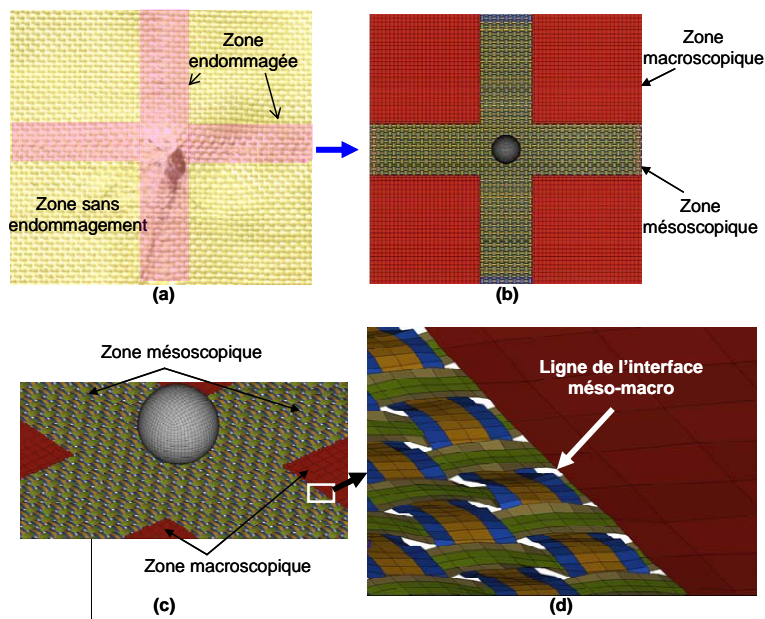 Zone
endommagée
Zone sans
endommagement
(a)
Zone
macroscopique
Zone
mésoscopique
(b)
Zone mésoscopique
Zone macroscopique
(c)
Ligne de l'interface
méso-macro
(d)